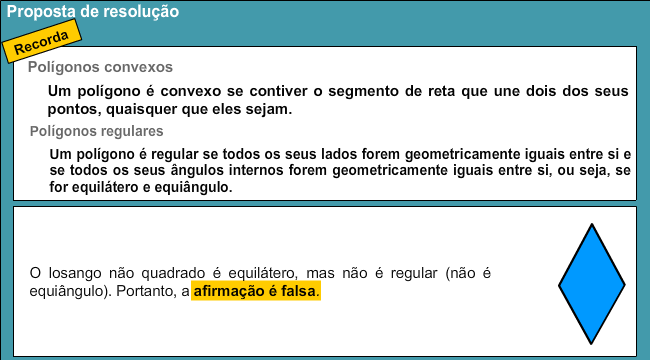 Proposta de resolução
Recorda
Polígonos convexos
Um polígono é convexo se contiver o segmento de reta que une dois dos seus
pontos, quaisquer que eles sejam.
Polígonos regulares
Um polígono é regular se todos os seus lados forem geometricamente iguais entre si e
se todos os seus ângulos internos forem geometricamente iguais entre si, ou seja, se
for equilátero e equiângulo.
O losango não quadrado é equilátero, mas não é regular (não é
equiângulo). Portanto, a afirmação é falsa.